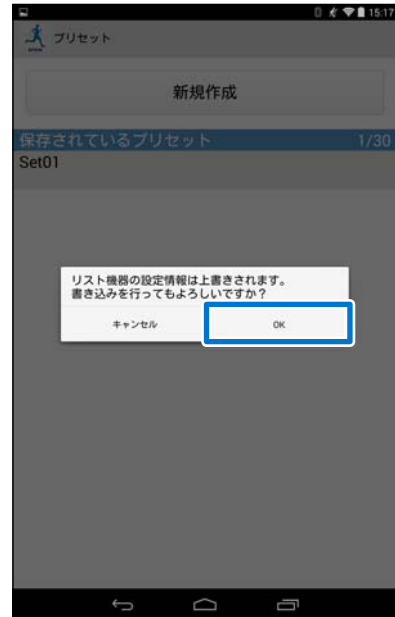 15:17
プリセット
新規作成
保存されているプリセット 1/30
Set01
リスト機器の設定情報は上書きされます。
書き込みを行ってもよろしいですか？
キャンセル OK